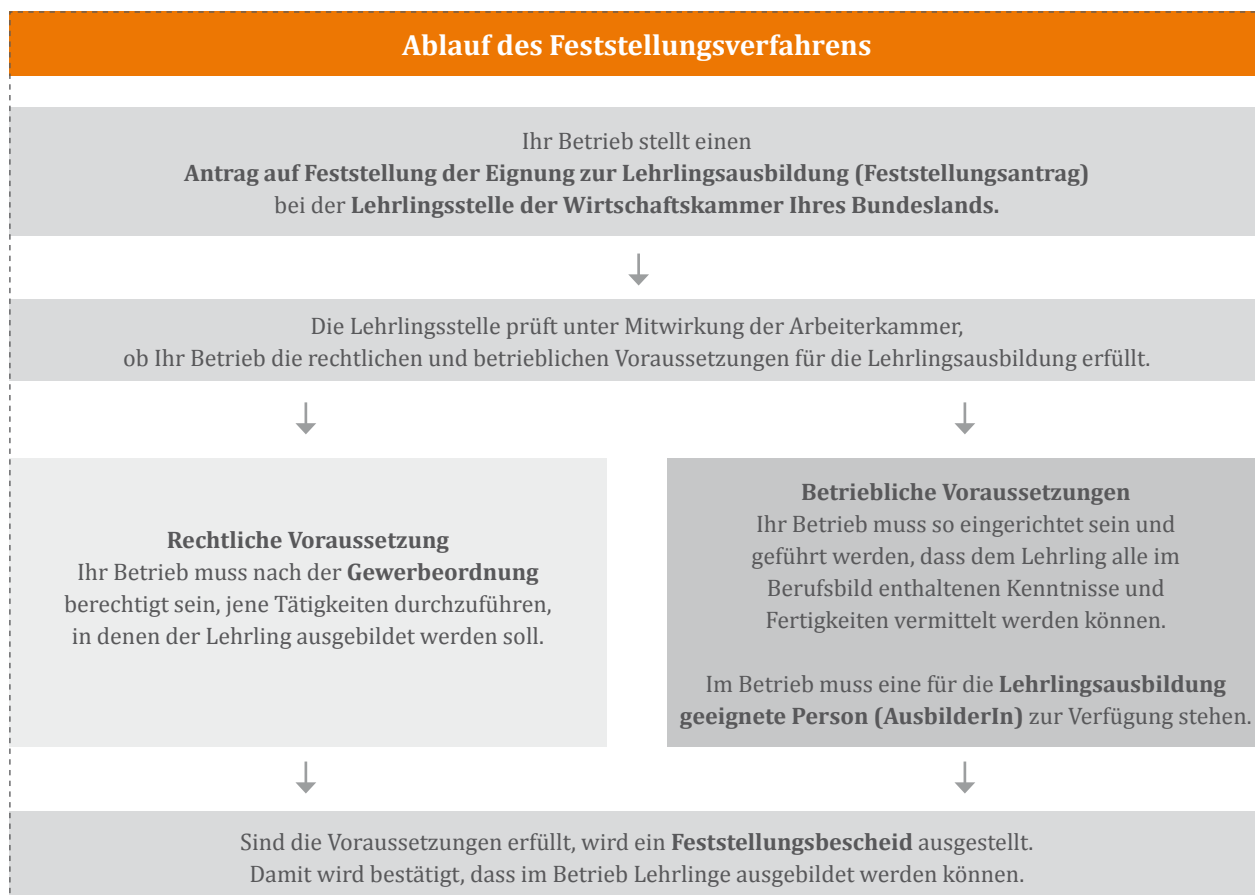 Ablauf des Feststellungsverfahrens
Ihr Betrieb stellt einen
Antrag auf Feststellung der Eignung zur Lehrlingsausbildung (Feststellungsantrag)
bei der Lehrlingsstelle der Wirtschaftskammer Ihres Bundeslands.
Die Lehrlingsstelle prüft unter Mitwirkung der Arbeiterkammer,
ob Ihr Betrieb die rechtlichen und betrieblichen Voraussetzungen für die Lehrlingsausbildung erfüllt.
Rechtliche Voraussetzung
Ihr Betrieb muss nach der Gewerbeordnung
berechtigt sein, jene Tätigkeiten durchzuführen,
in denen der Lehrling ausgebildet werden soll.
Betriebliche Voraussetzungen
Ihr Betrieb muss so eingerichtet sein und
geführt werden, dass dem Lehrling alle im
Berufsbild enthaltenen Kenntnisse und
Fertigkeiten vermittelt werden können.
Im Betrieb muss eine für die Lehrlingsausbildung
geeignete Person (AusbilderIn) zur Verfügung stehen.
Sind die Voraussetzungen erfüllt, wird ein Feststellungsbescheid ausgestellt.
Damit wird bestätigt, dass im Betrieb Lehrlinge ausgebildet werden können.